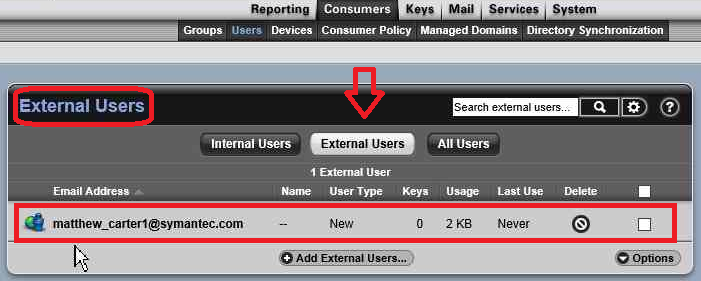 Reporting Consumers Keys Mail Services System
Groups Users Devices Consumer Policy Managed Domains Directory Synchronization
External Users Search external users... ?
Internal Users External Users All Users
1 External User
Email Address Name User Type Keys Usage Last Use Delete
matthew_carter1@symantec.com -- New 0 2 KB Never
Add External Users... Options